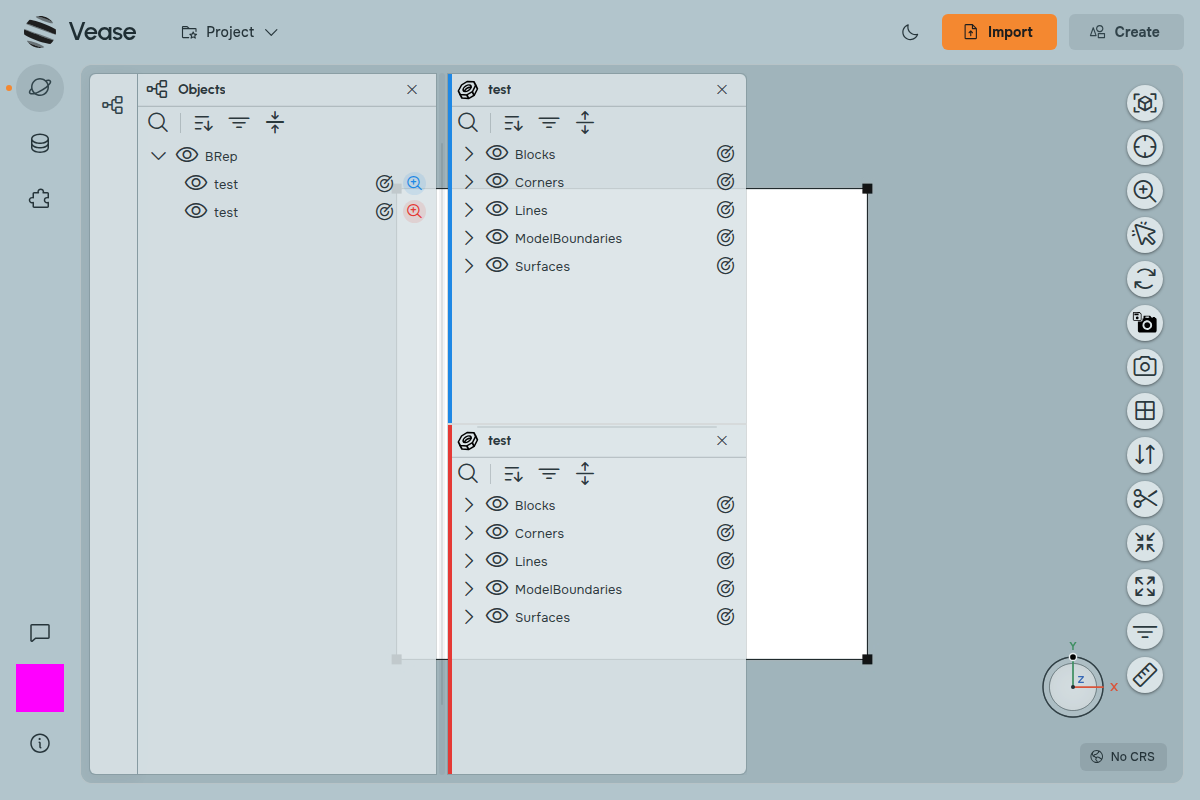 Vease
Project
Import
Create
Objects
BRep
test
test
test
Blocks
Corners
Lines
ModelBoundaries
Surfaces
test
Blocks
Corners
Lines
ModelBoundaries
Surfaces
Y
Z
X
No CRS